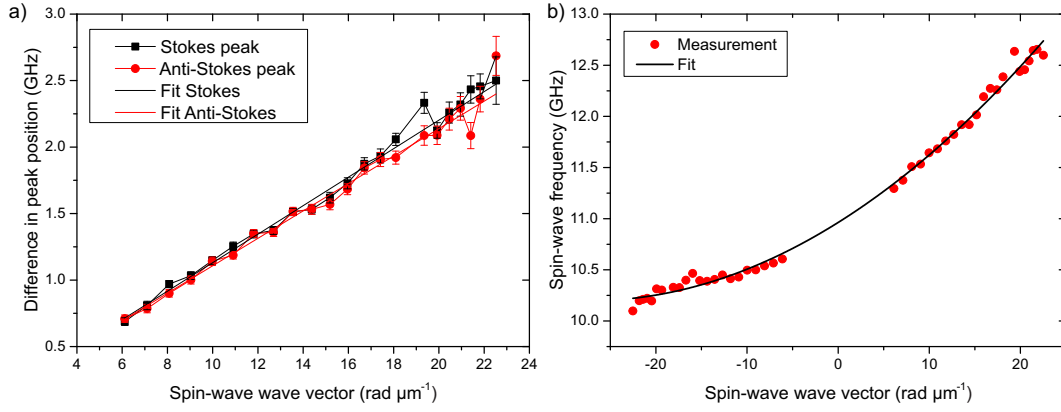 a)
Stokes peak
Anti-Stokes peak
Fit Stokes
Fit Anti-Stokes
Difference in peak position (GHz)
3.0
2.5
2.0
1.5
1.0
0.5
4 6 8 10 12 14 16 18 20 22 24
Spin-wave wave vector (rad µm⁻¹)
b)
Measurement
Fit
Spin-wave frequency (GHz)
12.5
12.0
11.5
11.0
10.5
10.0
-20 -10 0 10 20
Spin-wave wave vector (rad µm⁻¹)